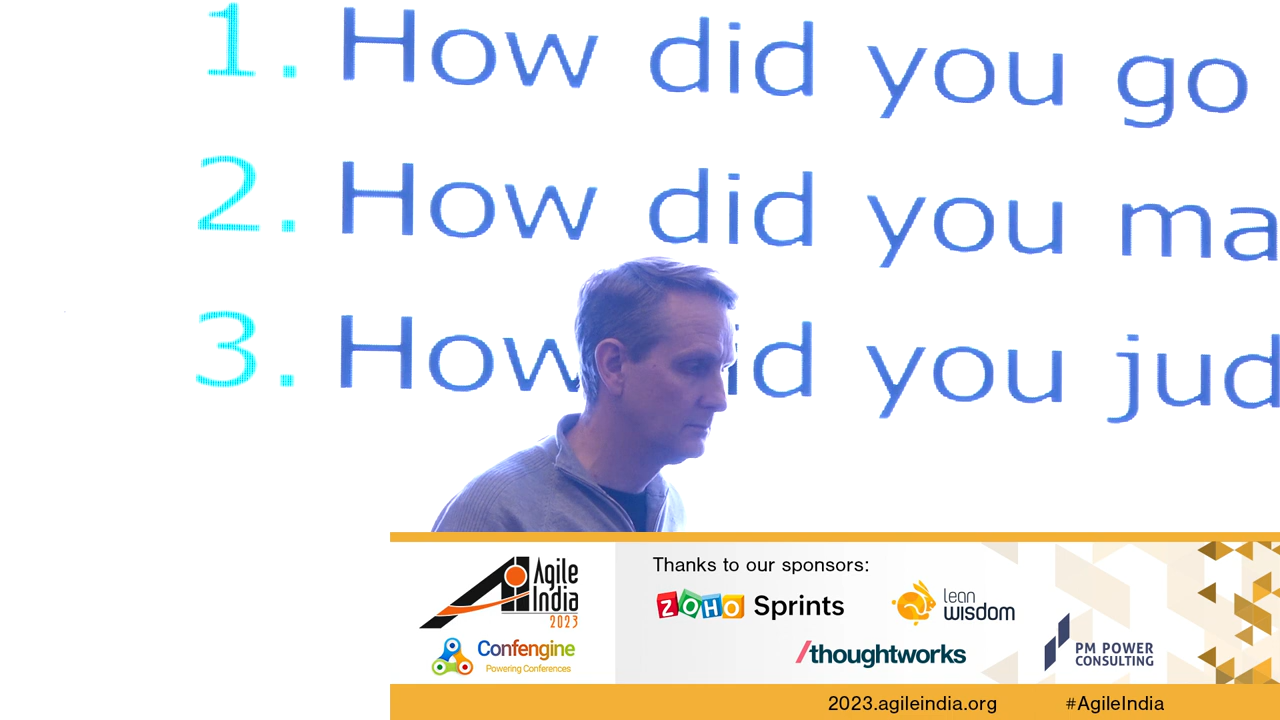 1. How did you go
2. How did you ma
3. How id you jud
Agile
India
2023
Confengine
Powering Conferences
Thanks to our sponsors:
ZOHO Sprints
lean
wisdom
/thoughtworks
PM POWER
CONSULTING
2023.agileindia.org #AgileIndia